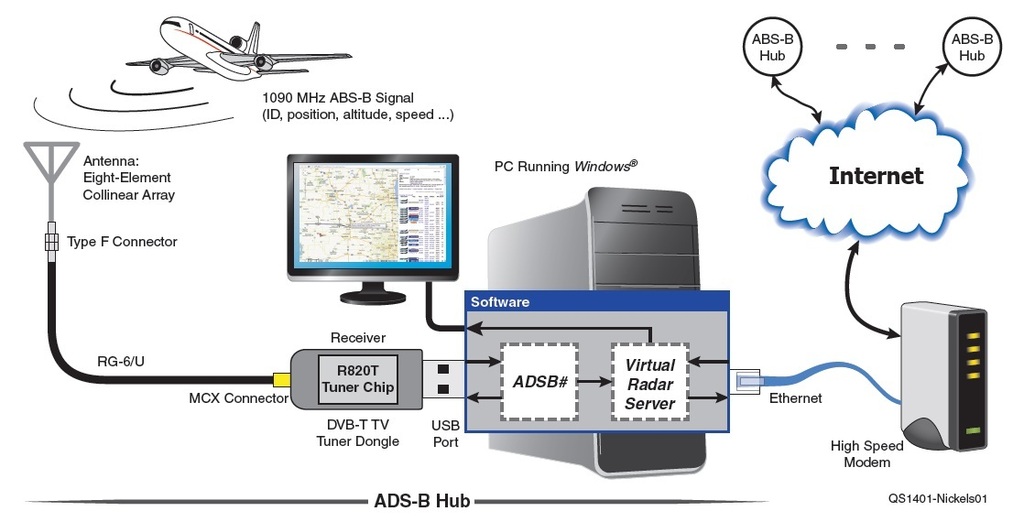 ABS-B
Hub
ABS-B
Hub
1090 MHz ABS-B Signal
(ID, position, altitude, speed ...)
Antenna:
Eight-Element
Collinear Array
PC Running Windows®
Internet
Type F Connector
Software
Receiver
RG-6/U
R820T
Tuner Chip
ADSB#
Virtual
Radar
Server
MCX Connector
Ethernet
DVB-T TV
Tuner Dongle
USB
Port
High Speed
Modem
ADS-B Hub
QS1401-Nickels01